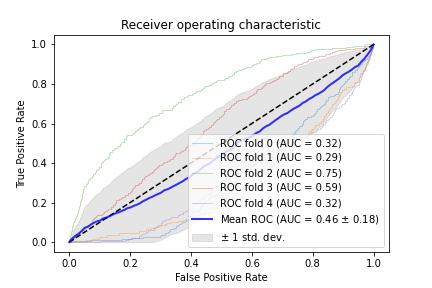 Receiver operating characteristic
True Positive Rate
1.0
0.8
0.6
0.4
0.2
0.0
ROC fold 0 (AUC = 0.32)
ROC fold 1 (AUC = 0.29)
ROC fold 2 (AUC = 0.75)
ROC fold 3 (AUC = 0.59)
ROC fold 4 (AUC = 0.32)
Mean ROC (AUC = 0.46 ± 0.18)
± 1 std. dev.
0.0 0.2 0.4 0.6 0.8 1.0
False Positive Rate